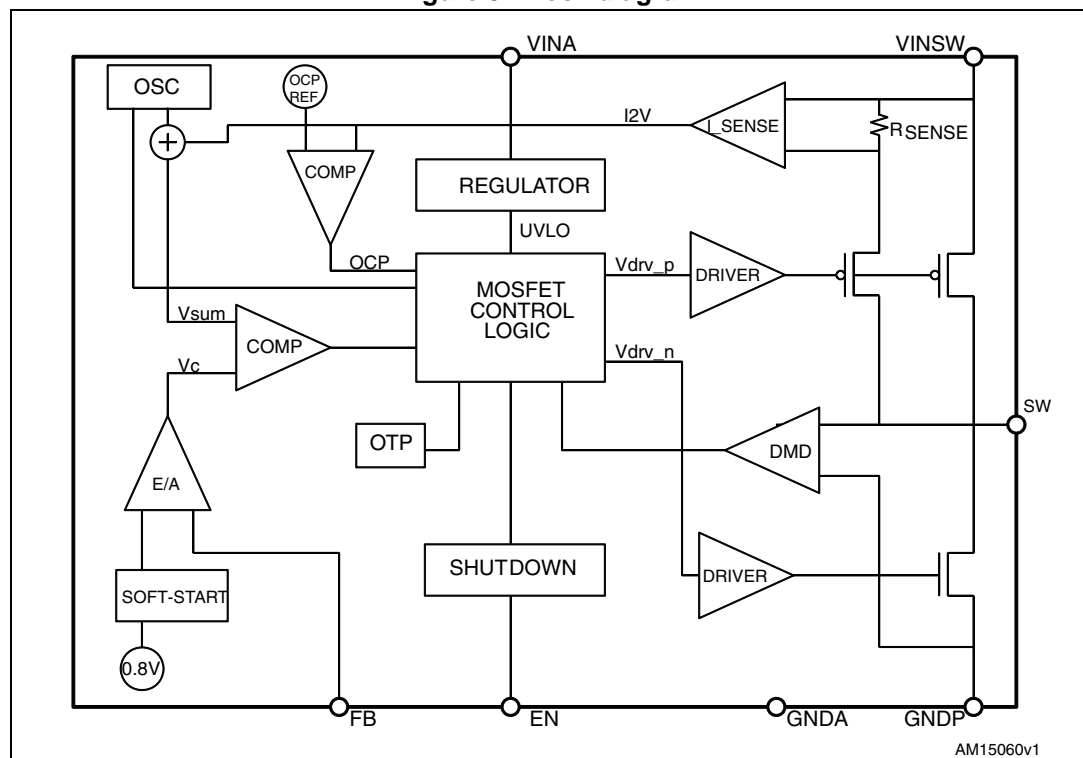 VINA
VINSW
OSC
OCP
REF
+
I2V
I_SENSE
RSENSE
COMP
REGULATOR
UVLO
OCP
MOSFET
CONTROL
LOGIC
Vdrv_p
DRIVER
Vsum
COMP
Vc
Vdrv_n
SW
OTP
DMD
E/A
SHUTDOWN
DRIVER
SOFT-START
0.8V
FB
EN
GNDA
GNDP
AM15060v1